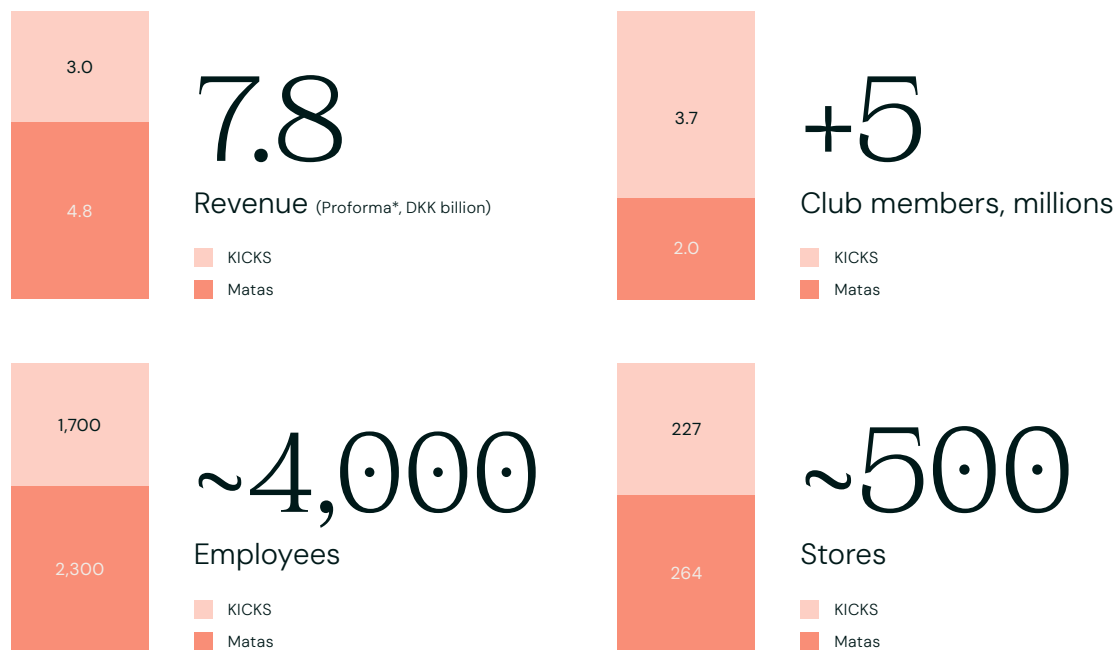 3.0
4.8
7.8
Revenue (Proforma*, DKK billion)
KICKS
Matas
3.7
2.0
+5
Club members, millions
KICKS
Matas
1,700
2,300
~4,000
Employees
KICKS
Matas
227
264
~500
Stores
KICKS
Matas